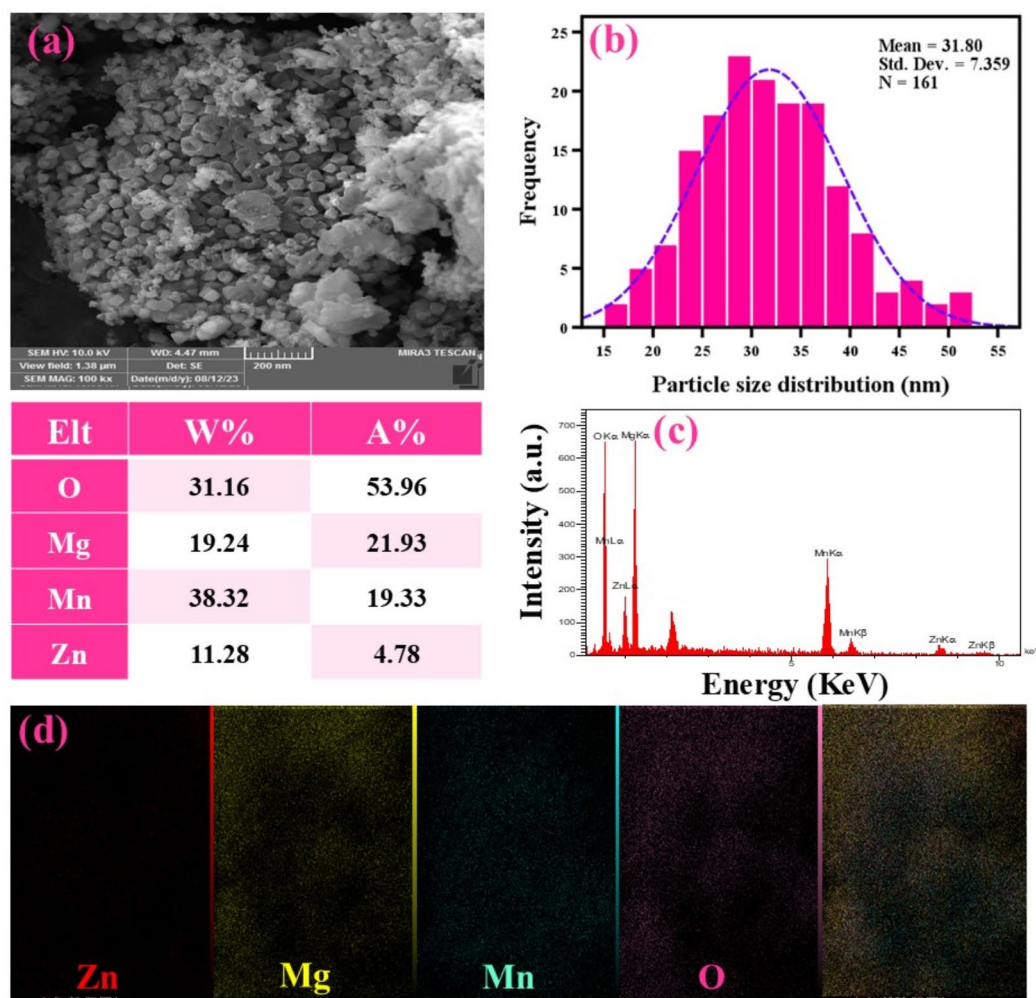 (a)
SEM HV: 10.0 kV WD: 4.47 mm MIRA3 TESCAN
View field: 1.38 μm Det: SE 200 nm
SEM MAG: 100 kx Date(m/d/y): 08/12/23
(b)
Mean = 31.80
Std. Dev. = 7.359
N = 161
Frequency
25
20
15
10
5
0
15 20 25 30 35 40 45 50 55
Particle size distribution (nm)
Elt W% A%
O 31.16 53.96
Mg 19.24 21.93
Mn 38.32 19.33
Zn 11.28 4.78
(c)
Intensity (a.u.)
700
600
500
400
300
200
100
0
OKα MgKα
MnLα
ZnLα
MnKα
MnKβ
ZnKα
ZnKβ
5 10 keV
Energy (KeV)
(d)
Zn Mg Mn O